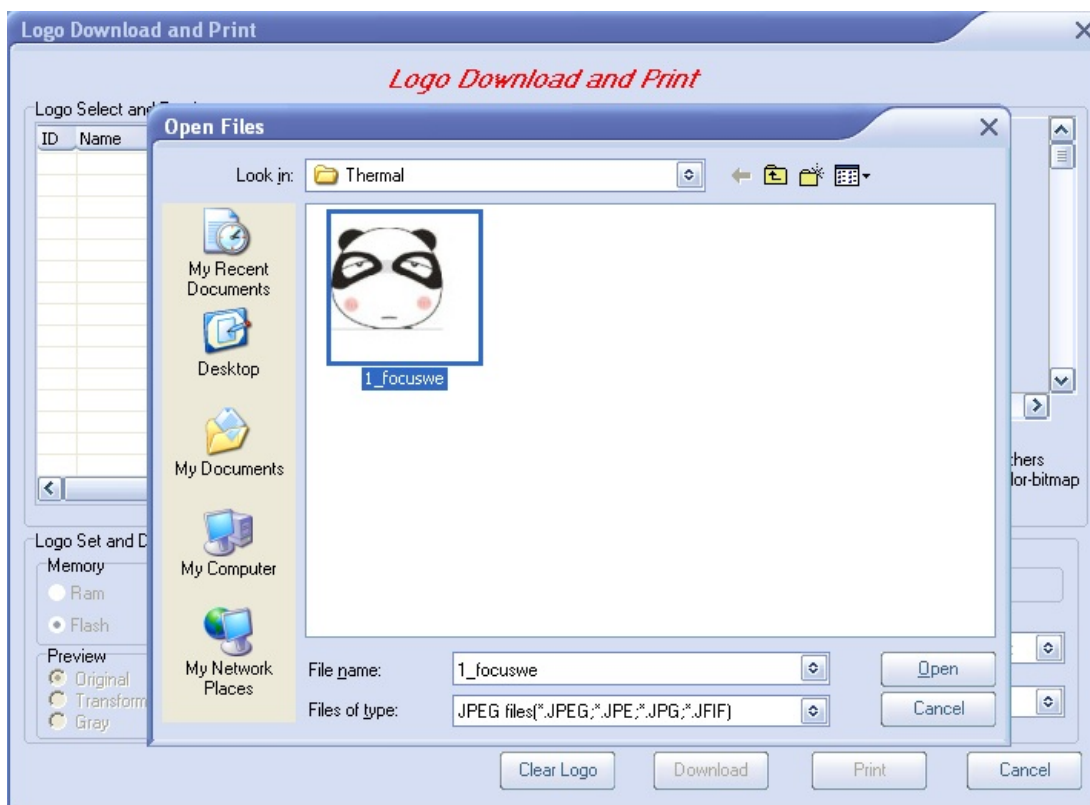 Logo Download and Print
Logo Download and Print
Logo Select and
ID Name
Open Files
Look in:
Thermal
My Recent
Documents
Desktop
My Documents
My Computer
My Network
Places
1_focuswe
File name:
1_focuswe
Open
Files of type:
JPEG files(*.JPEG;*.JPE;*.JPG;*.JFIF)
Cancel
thers
lor-bitmap
Logo Set and D
Memory
Ram
Flash
Preview
Original
Transform
Gray
Clear Logo
Download
Print
Cancel